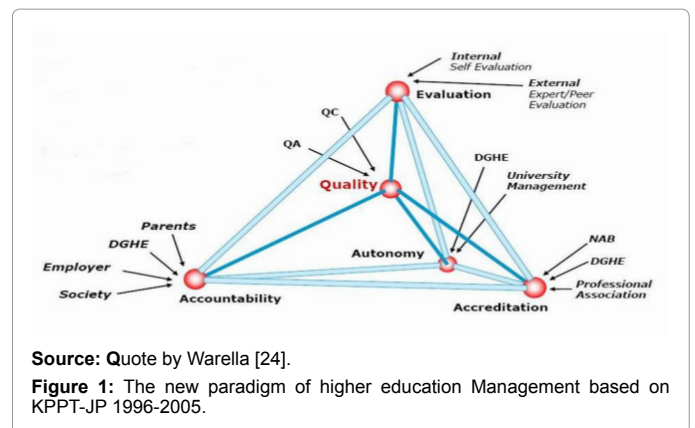 Internal
Self Evaluation
External
Expert/Peer
Evaluation
Evaluation
QC
QA
DGHE
University
Management
Quality
Parents
DGHE
Employer
Society
Autonomy
Accountability
NAB
DGHE
Professional
Association
Accreditation
Source: Quote by Warella [24].
Figure 1: The new paradigm of higher education Management based on
KPPT-JP 1996-2005.